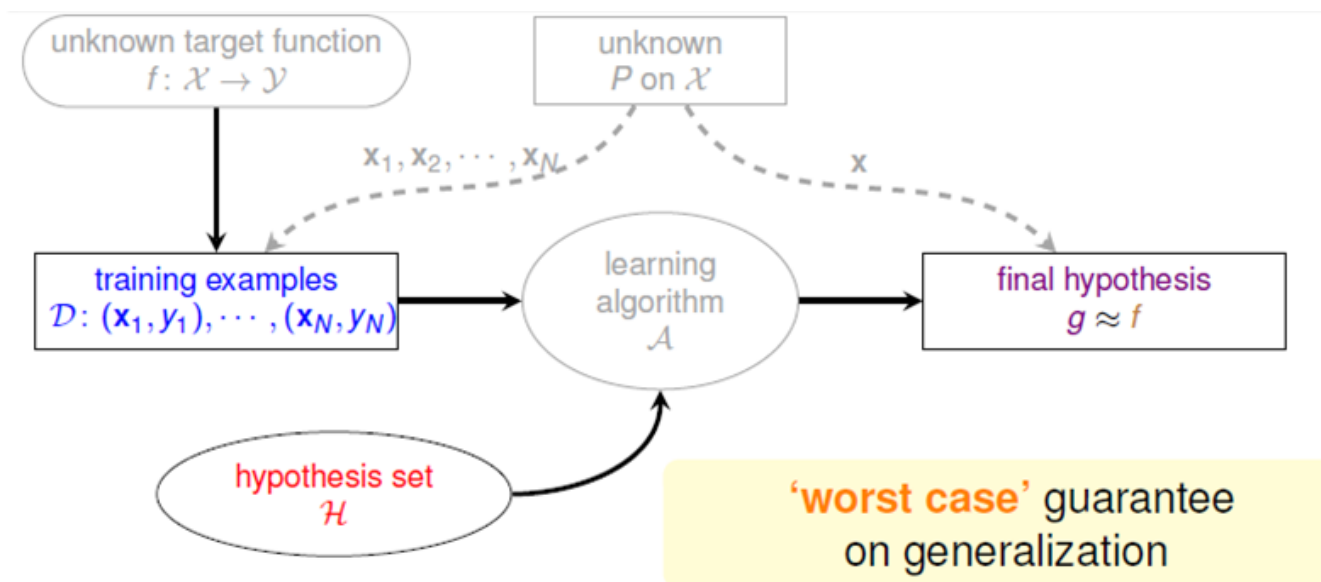 unknown target function
f: 𝒳 → 𝒴
unknown
P on 𝒳
x₁, x₂, ⋯ , x_N
x
training examples
𝒟: (x₁, y₁), ⋯ , (x_N, y_N)
learning
algorithm
𝒜
final hypothesis
g ≈ f
hypothesis set
ℋ
‘worst case’ guarantee
on generalization